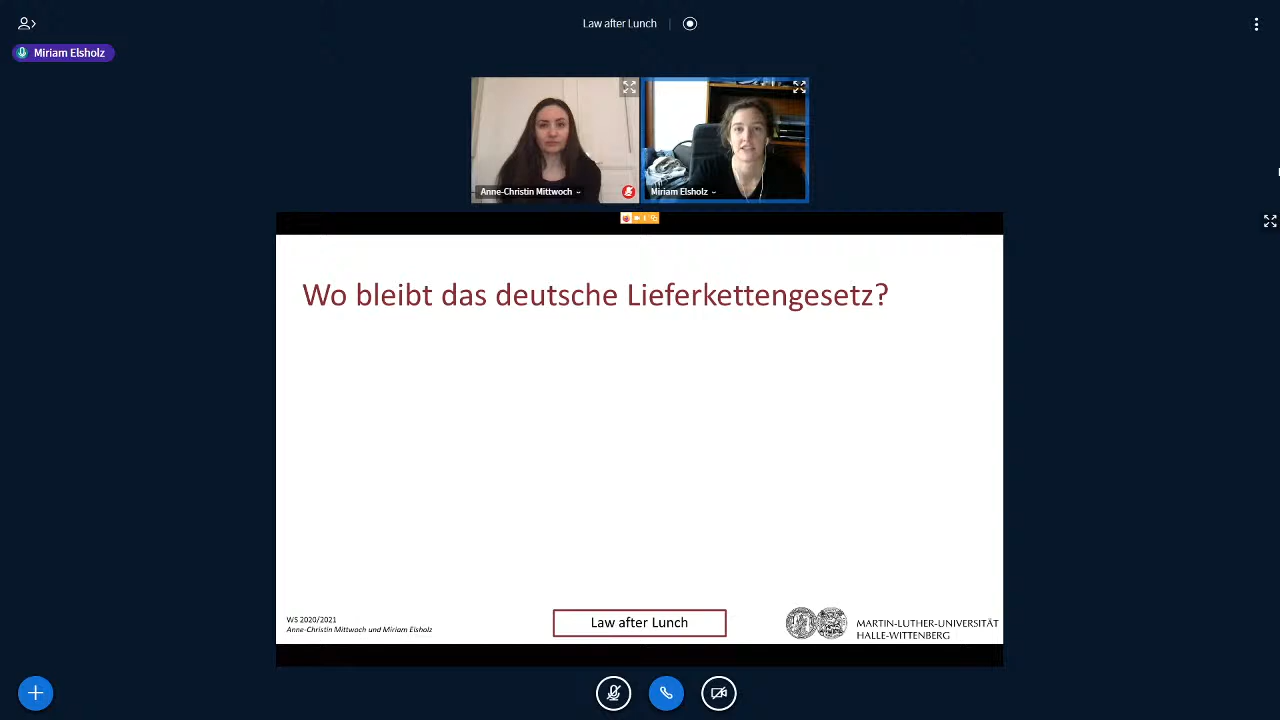 Law after Lunch
Miriam Elsholz
Anne-Christin Mittwoch
Miriam Elsholz
Wo bleibt das deutsche Lieferkettengesetz?
WS 2020/2021
Anne-Christin Mittwoch und Miriam Elsholz
Law after Lunch
MARTIN-LUTHER-UNIVERSITÄT
HALLE-WITTENBERG